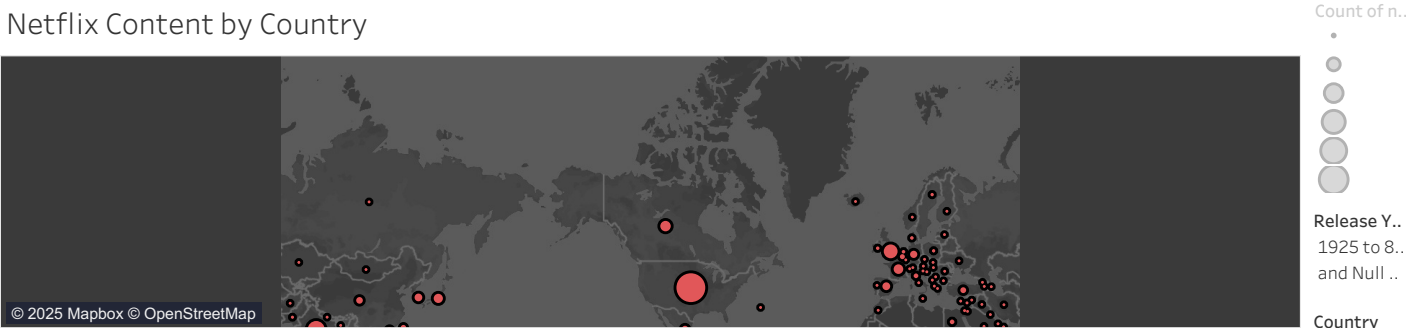 Netflix Content by Country
Count of n..
Release Y..
1925 to 8..
and Null ..
Country
© 2025 Mapbox © OpenStreetMap